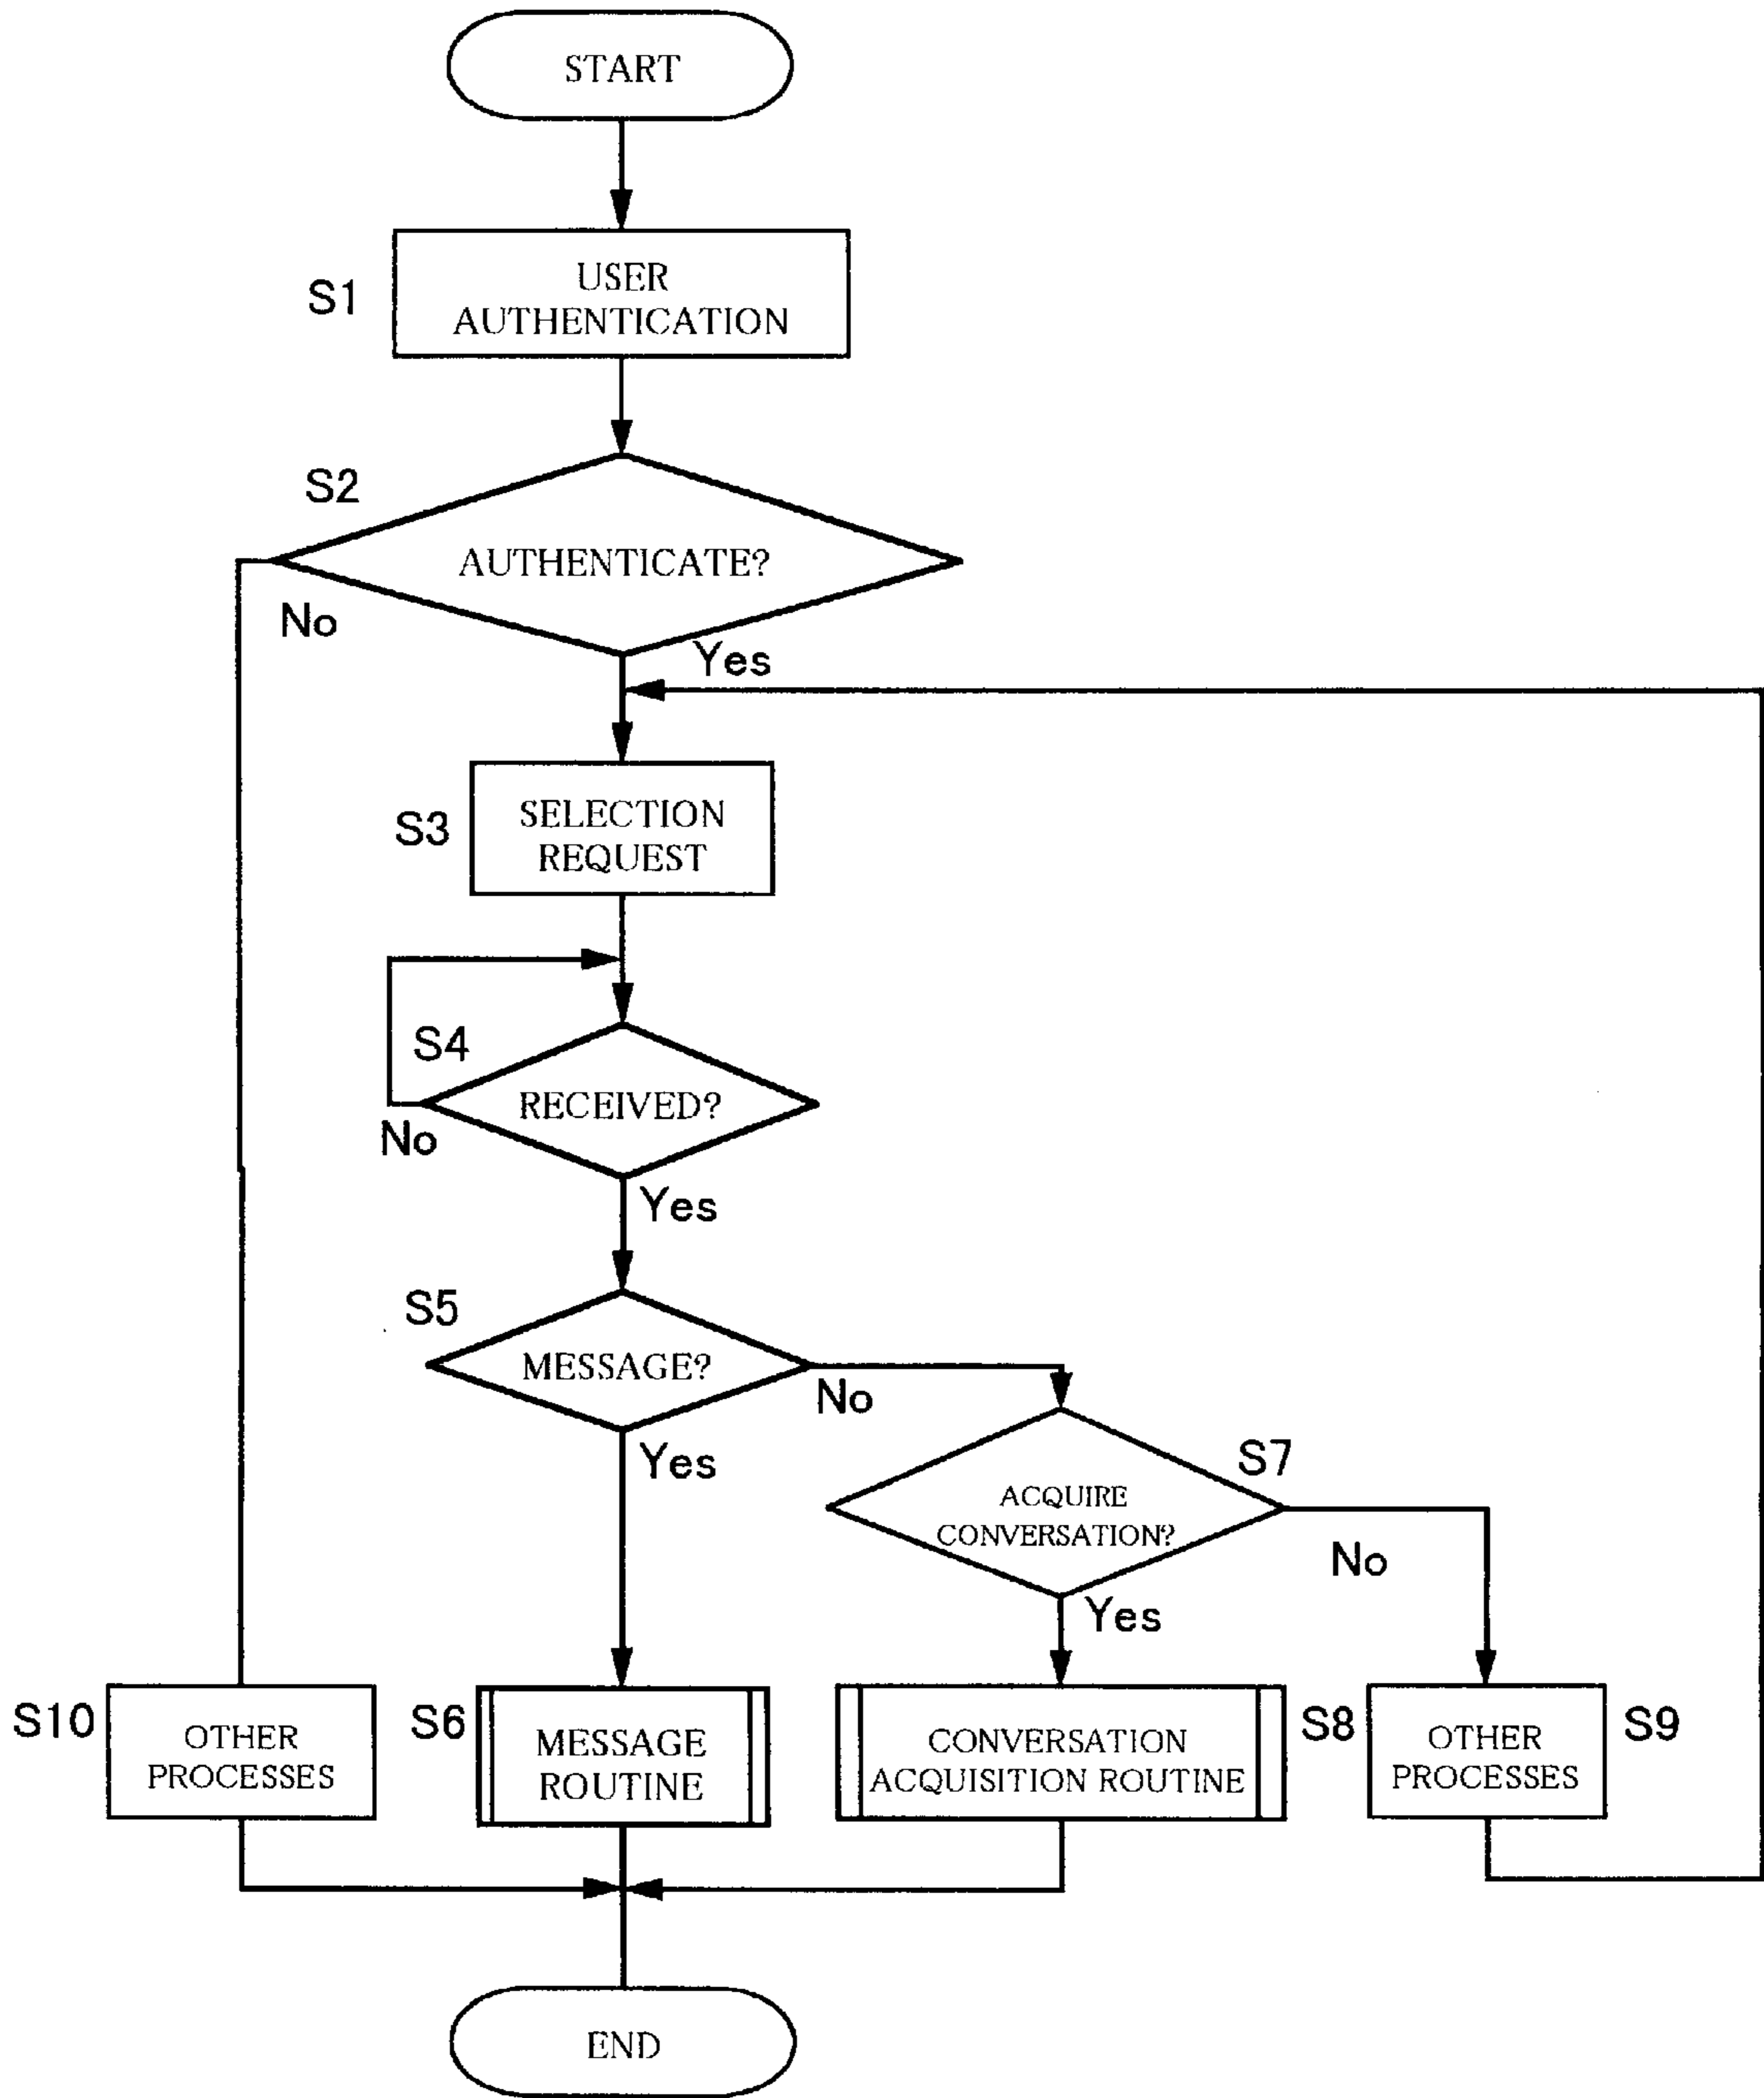 START
S1
USER
AUTHENTICATION
S2
AUTHENTICATE?
No
Yes
S3
SELECTION
REQUEST
S4
RECEIVED?
No
Yes
S5
MESSAGE?
No
Yes
S7
ACQUIRE
CONVERSATION?
No
Yes
S10
OTHER
PROCESSES
S6
MESSAGE
ROUTINE
CONVERSATION
ACQUISITION ROUTINE
S8
OTHER
PROCESSES
S9
END